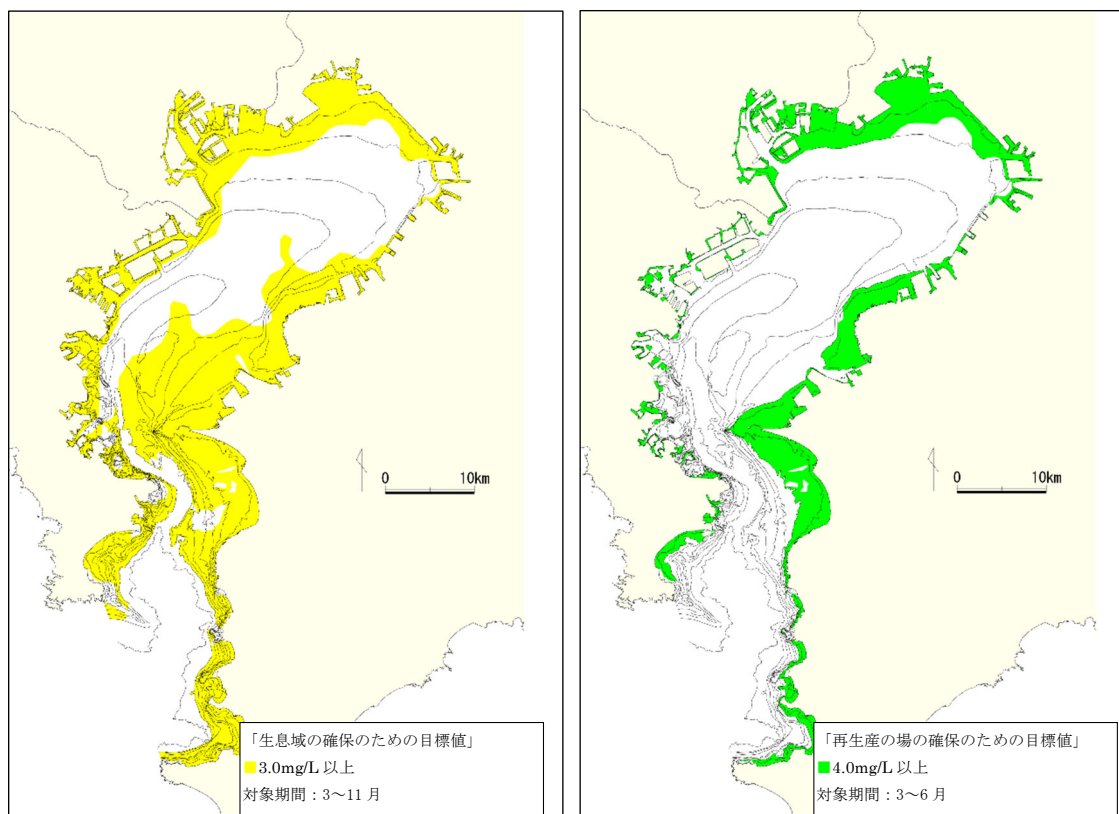 0 10km
「生息域の確保のための目標値」
3.0mg/L 以上
対象期間：3～11 月
0 10km
「再生産の場の確保のための目標値」
4.0mg/L 以上
対象期間：3～6 月